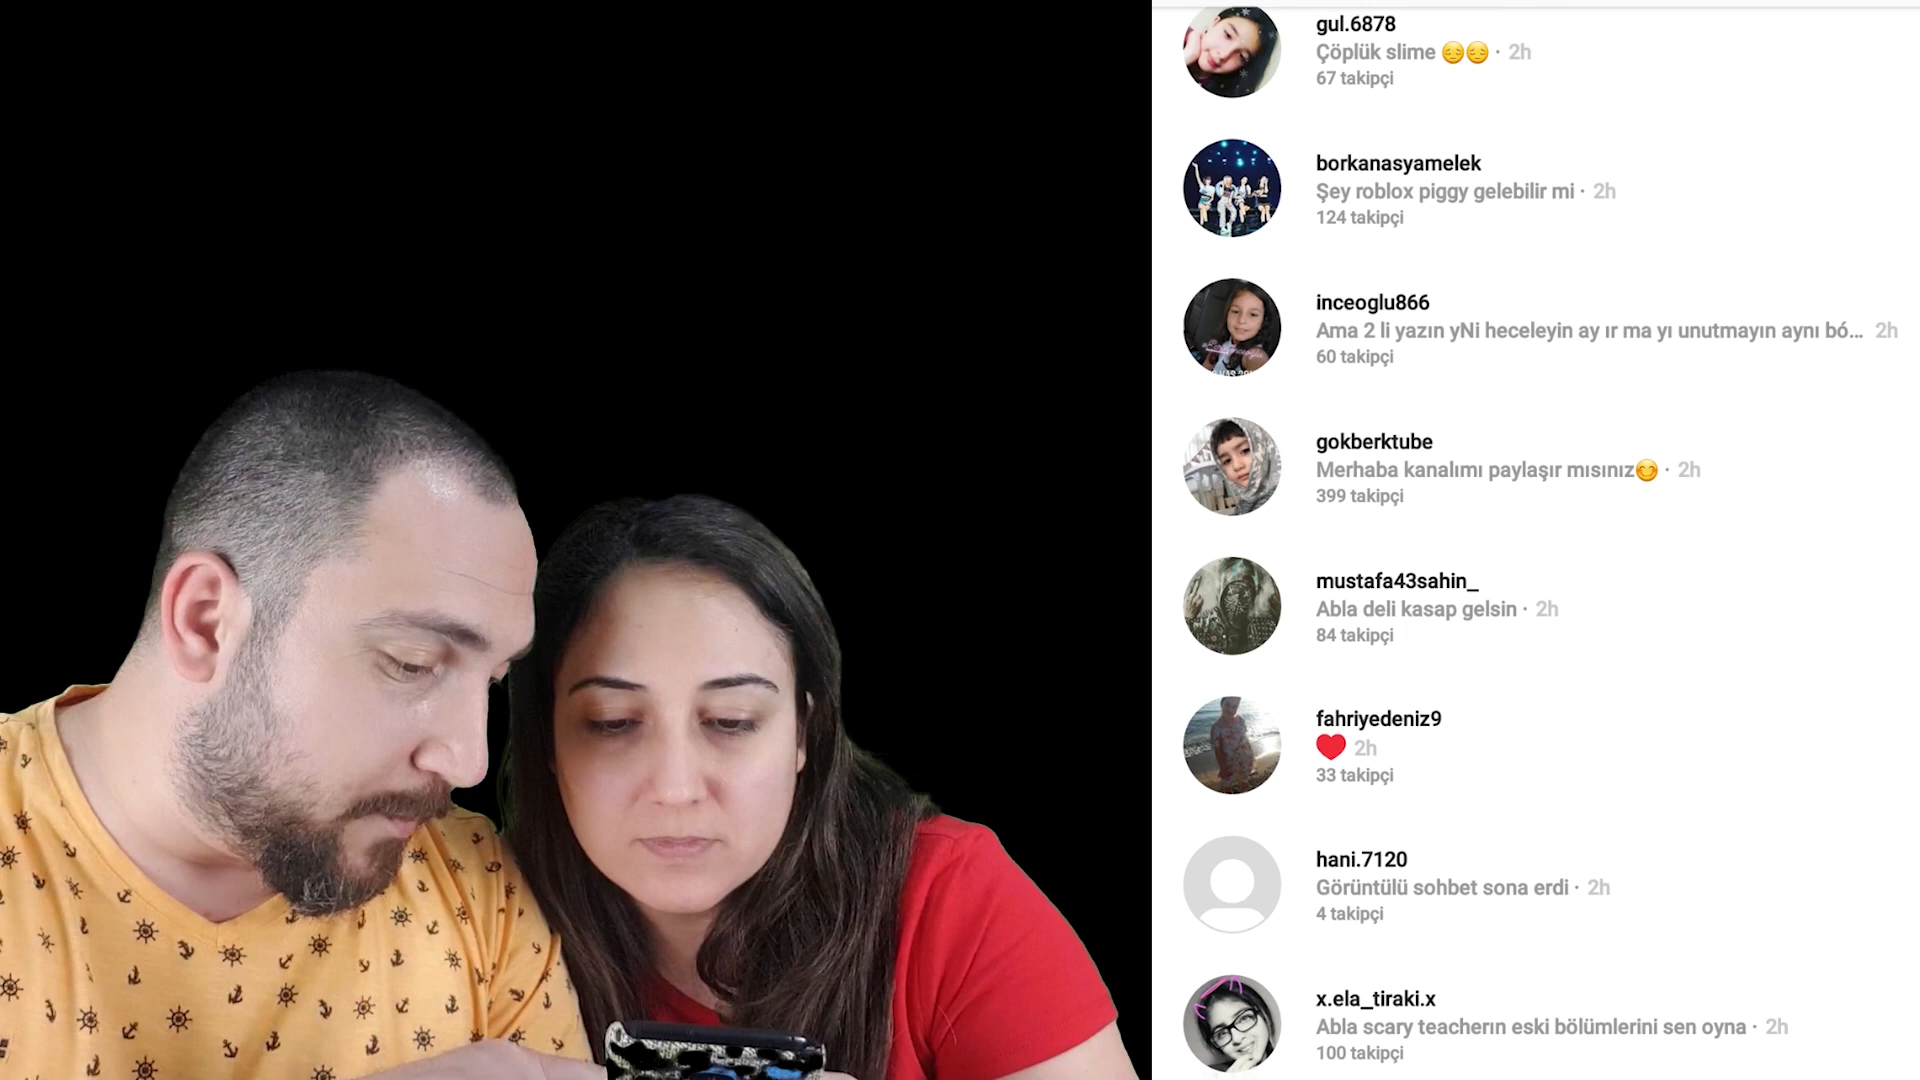 gul.6878
Çöplük slime 😔😔 · 2h
67 takipçi
borkanasyamelek
Şey roblox piggy gelebilir mi · 2h
124 takipçi
inceoglu866
Ama 2 li yazın yNi heceleyin ay ır ma yı unutmayın aynı bó... 2h
60 takipçi
gokberktube
Merhaba kanalımı paylaşır mısınız😊 · 2h
399 takipçi
mustafa43sahin_
Abla deli kasap gelsin · 2h
84 takipçi
fahriyedeniz9
❤️ 2h
33 takipçi
hani.7120
Görüntülü sohbet sona erdi · 2h
4 takipçi
x.ela_tiraki.x
Abla scary teacherın eski bölümlerini sen oyna · 2h
100 takipçi